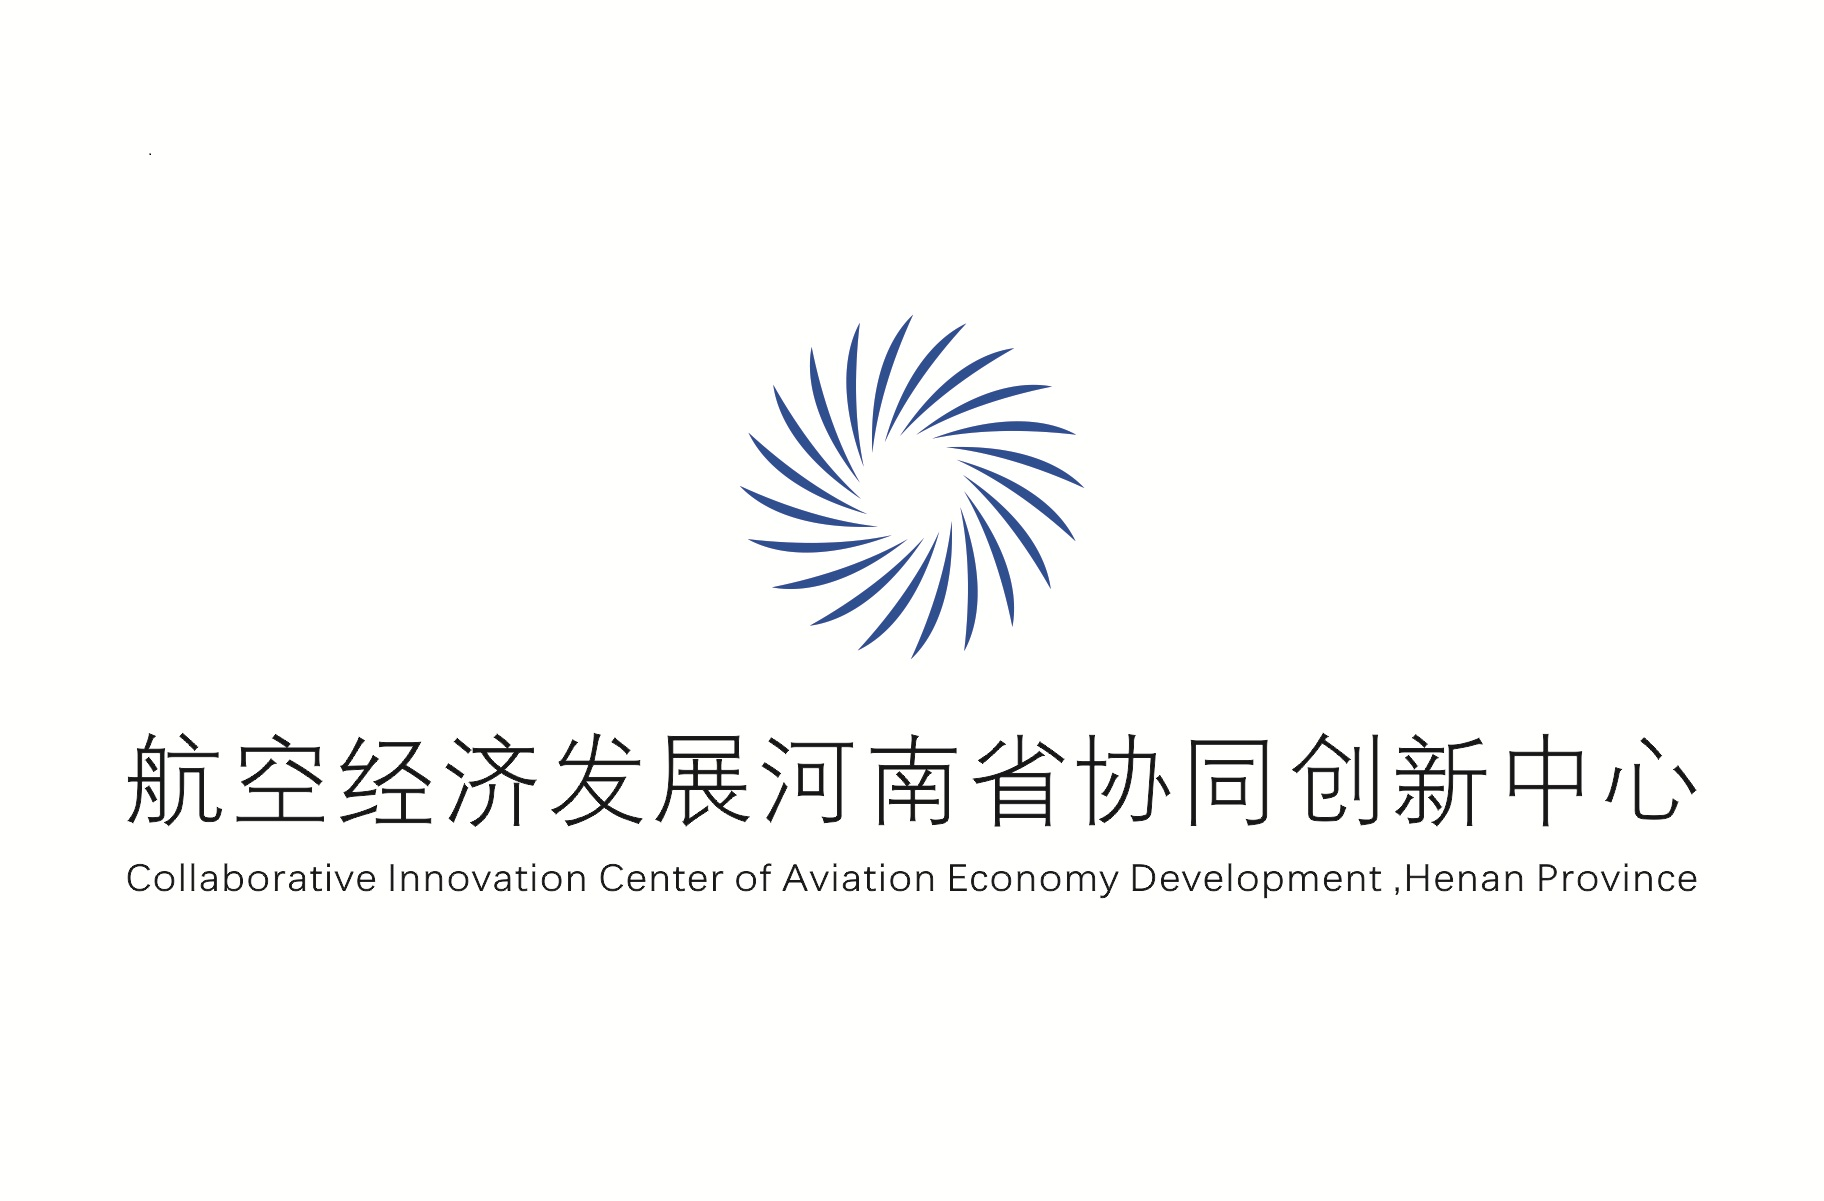 航空经济发展河南省协同创新中心
Collaborative Innovation Center of Aviation Economy Development ,Henan Province